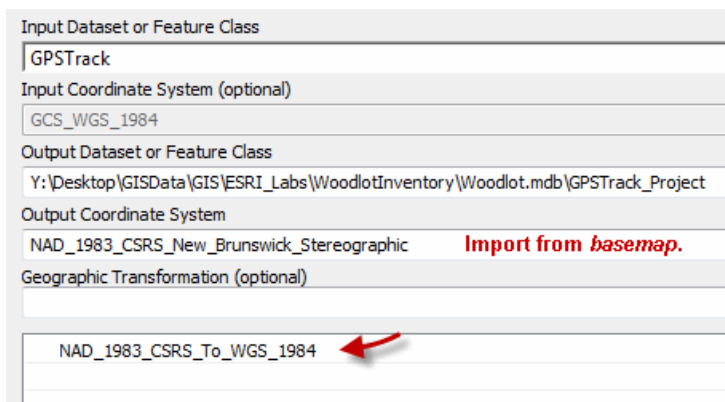 Input Dataset or Feature Class
GPSTrack
Input Coordinate System (optional)
GCS_WGS_1984
Output Dataset or Feature Class
Y:\Desktop\GISData\GIS\ESRI_Labs\WoodlotInventory\Woodlot.mdb\GPSTrack_Project
Output Coordinate System
NAD_1983_CSRS_New_Brunswick_Stereographic Import from basemap.
Geographic Transformation (optional)
NAD_1983_CSRS_To_WGS_1984